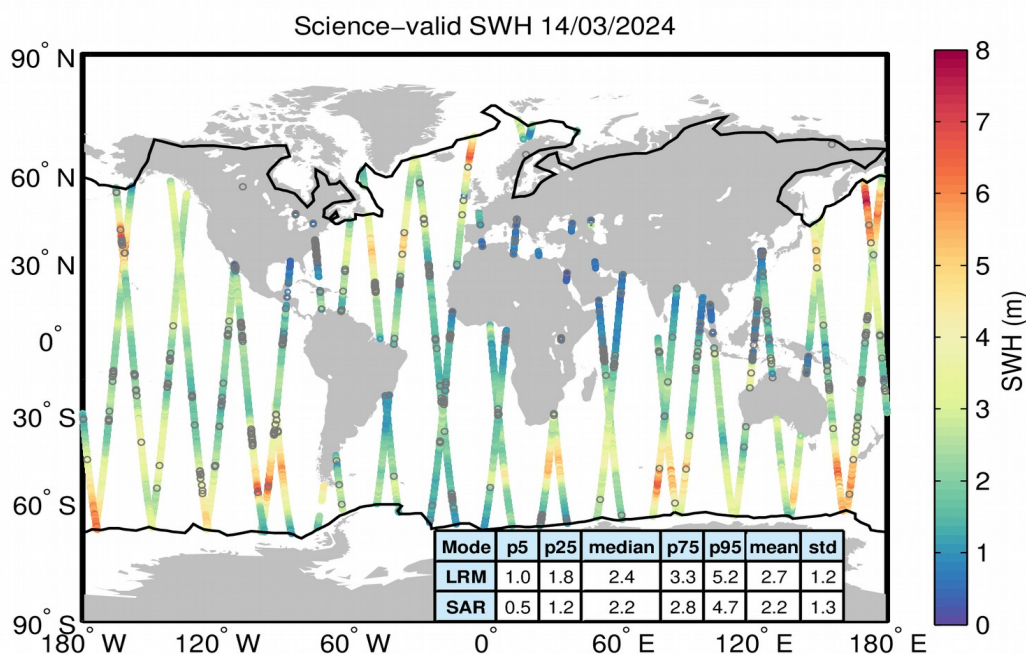 Science−valid SWH 14/03/2024
90° N
60° N
30° N
0°
30° S
60° S
90° S
180° W
120° W
60° W
0°
60° E
120° E
180° E
8
7
6
5
4
3
2
1
0
SWH (m)
Mode p5 p25 median p75 p95 mean std
LRM 1.0 1.8 2.4 3.3 5.2 2.7 1.2
SAR 0.5 1.2 2.2 2.8 4.7 2.2 1.3